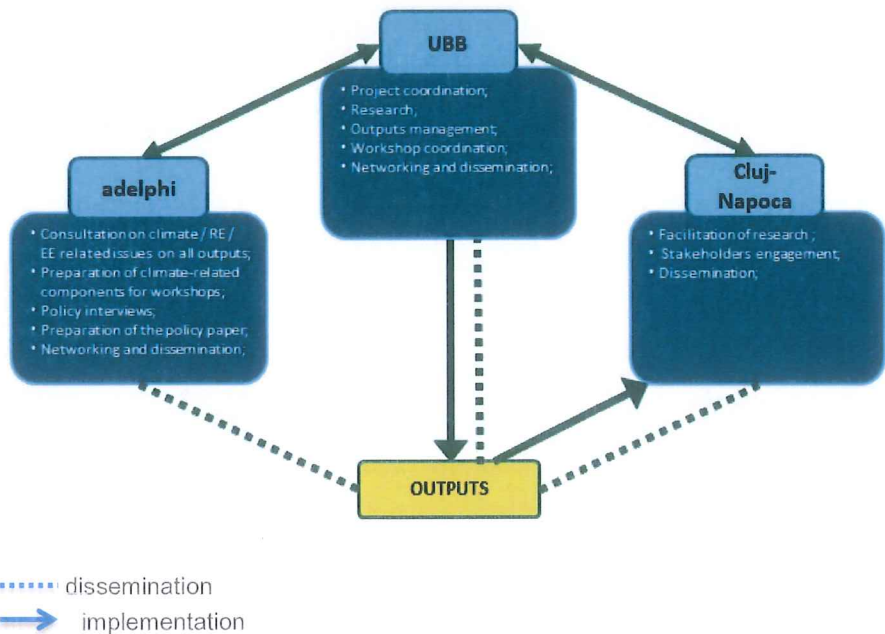 UBB
• Project coordination;
• Research,
• Outputs management;
• Workshop coordination;
• Networking and dissemination;
adelphi
• Consultation on climate / RE /
EE related issues on all outputs;
• Preparation of climate-related
components for workshops;
• Policy interviews;
• Preparation of the policy paper;
• Networking and dissemination;
Cluj-
Napoca
• Facilitation of research ;
• Stakeholders engagement;
• Dissemination;
OUTPUTS
dissemination
implementation